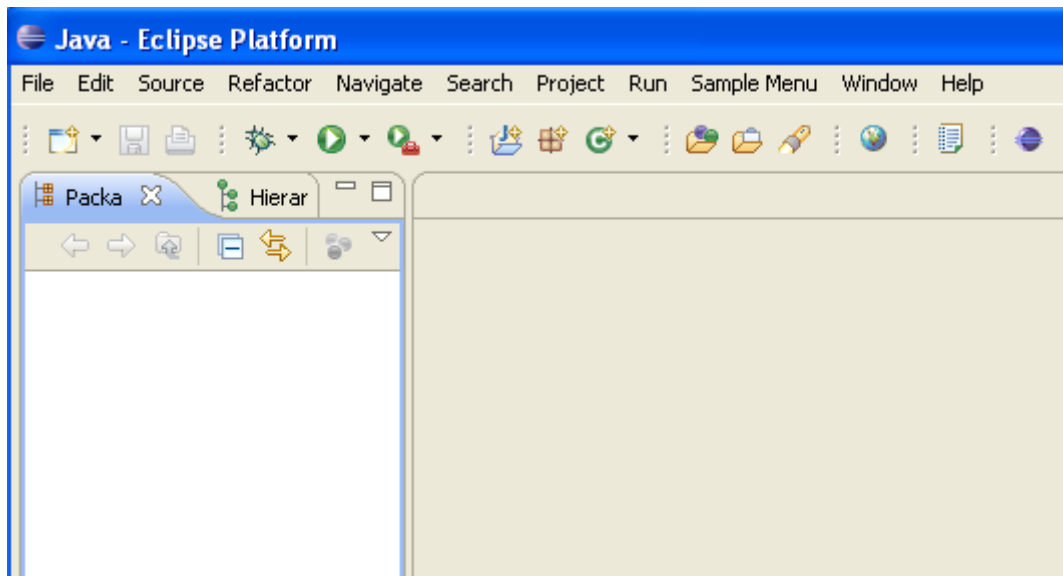 Java - Eclipse Platform
File Edit Source Refactor Navigate Search Project Run Sample Menu Window Help
Packa Hierar